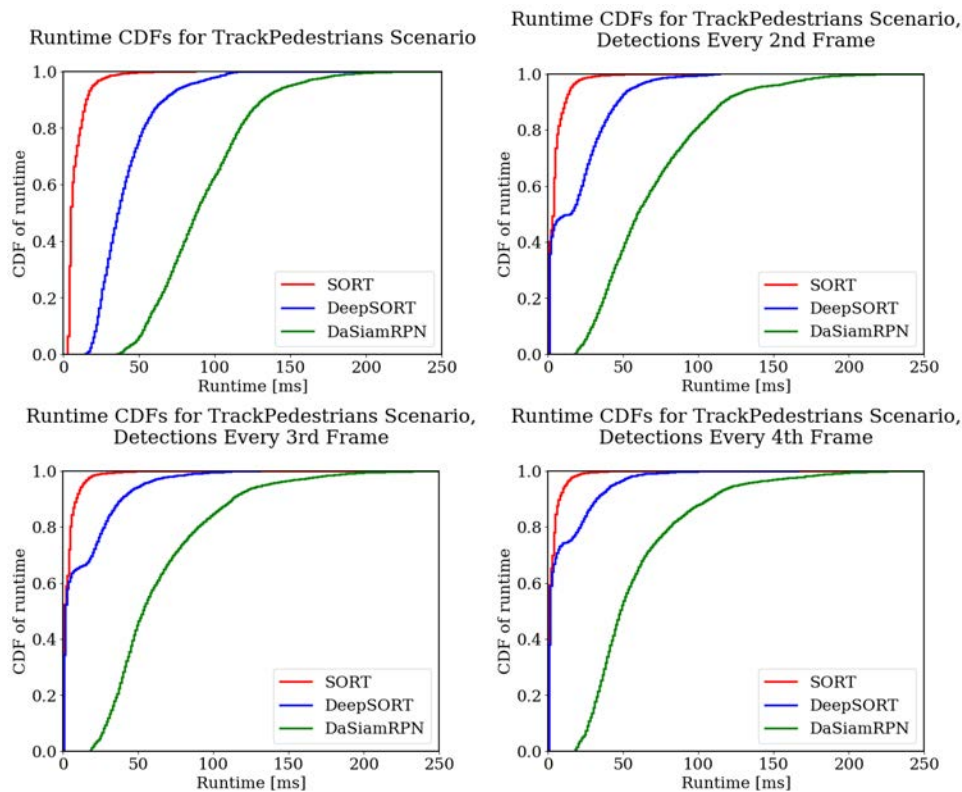 Runtime CDFs for TrackPedestrians Scenario
1.0
0.8
0.6
0.4
0.2
0.0
CDF of runtime
SORT
DeepSORT
DaSiamRPN
0 50 100 150 200 250
Runtime [ms]
Runtime CDFs for TrackPedestrians Scenario,
Detections Every 2nd Frame
1.0
0.8
0.6
0.4
0.2
0.0
CDF of runtime
SORT
DeepSORT
DaSiamRPN
0 50 100 150 200 250
Runtime [ms]
Runtime CDFs for TrackPedestrians Scenario,
Detections Every 3rd Frame
1.0
0.8
0.6
0.4
0.2
0.0
CDF of runtime
SORT
DeepSORT
DaSiamRPN
0 50 100 150 200 250
Runtime [ms]
Runtime CDFs for TrackPedestrians Scenario,
Detections Every 4th Frame
1.0
0.8
0.6
0.4
0.2
0.0
CDF of runtime
SORT
DeepSORT
DaSiamRPN
0 50 100 150 200 250
Runtime [ms]